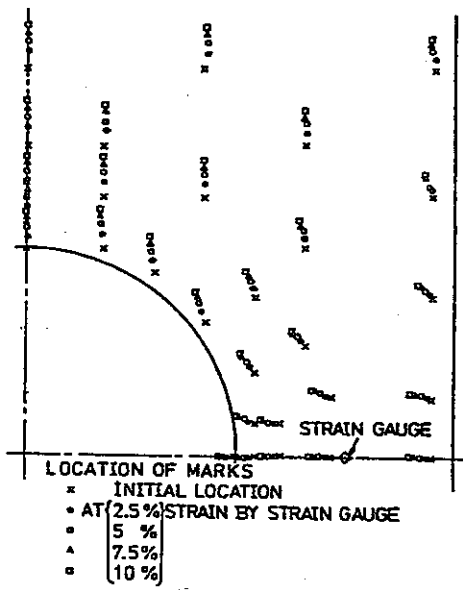 STRAIN GAUGE
LOCATION OF MARKS
x INITIAL LOCATION
• AT 2.5% STRAIN BY STRAIN GAUGE
5 %
7.5%
10 %